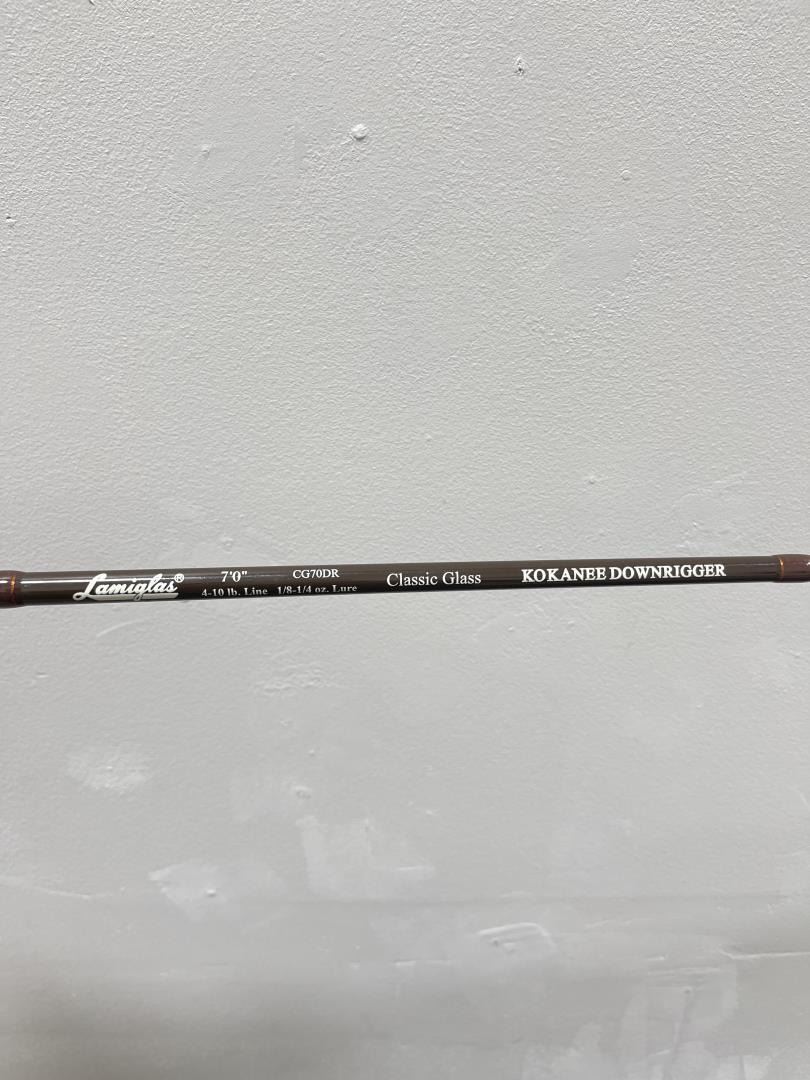 Lamiglas® 7'0" CG70DR Classic Glass KOKANEE DOWNRIGGER
4-10 lb. Line 1/8-1/4 oz. Lure